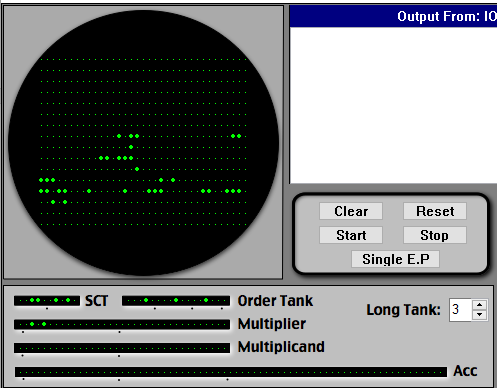 Output From: IO
Clear
Reset
Start
Stop
Single E.P
SCT
Order Tank
Long Tank:
3
Multiplier
Multiplicand
Acc